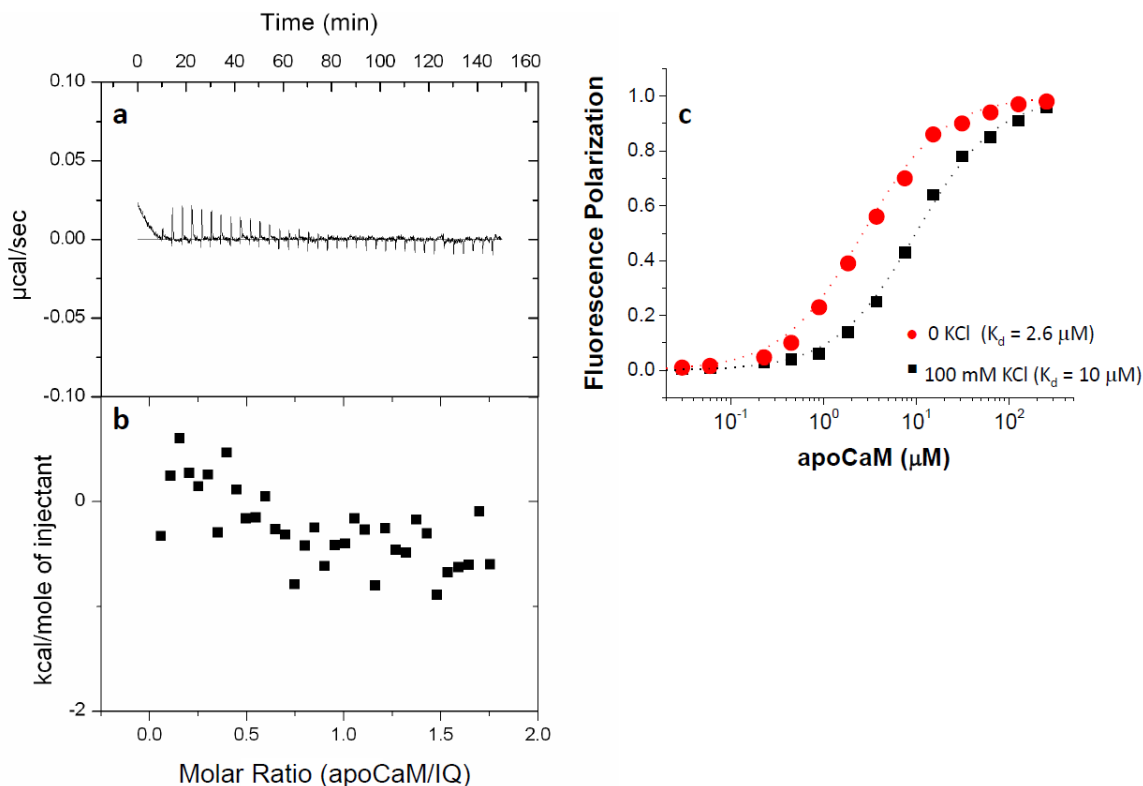 Time (min)
0 20 40 60 80 100 120 140 160
0.10
a
0.05
µcal/sec
0.00
-0.05
-0.10
b
0
kcal/mole of injectant
-2
0.0 0.5 1.0 1.5 2.0
Molar Ratio (apoCaM/IQ)
c
1.0
0.8
0.6
0.4
0.2
0.0
Fluorescence Polarization
0 KCl (Kd = 2.6 µM)
100 mM KCl (Kd = 10 µM)
10⁻¹ 10⁰ 10¹ 10²
apoCaM (µM)